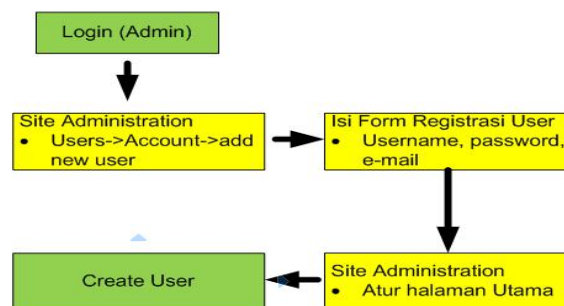 Login (Admin)
Site Administration
• Users->Account->add
new user
Isi Form Registrasi User
• Username, password,
e-mail
Site Administration
• Atur halaman Utama
Create User